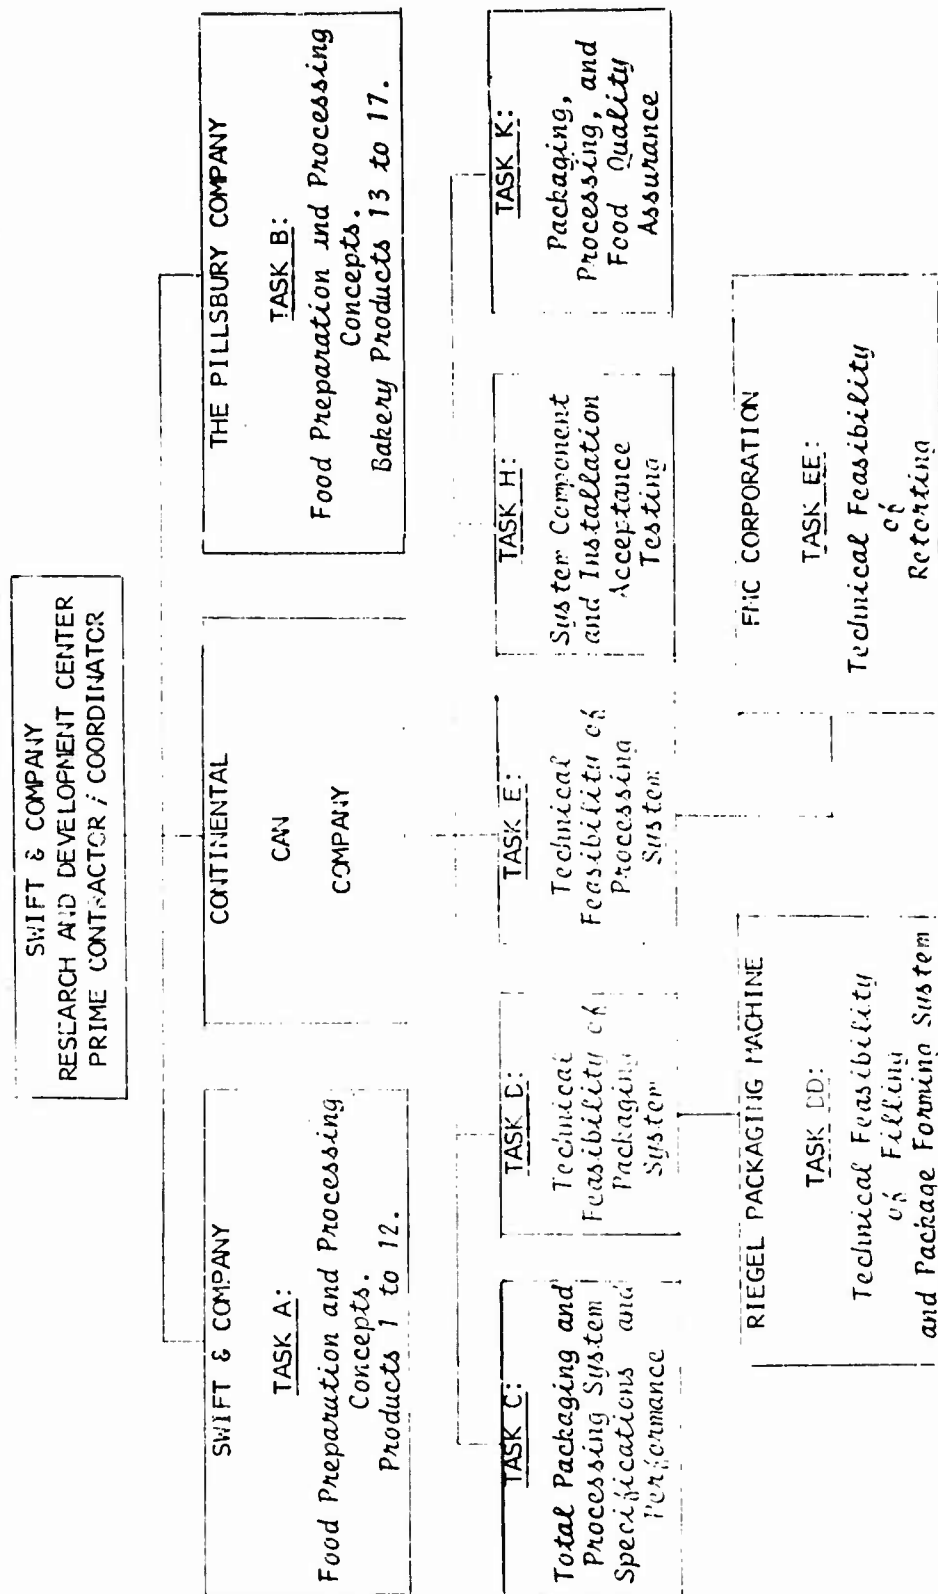 SWIFT & COMPANY
RESEARCH AND DEVELOPMENT CENTER
PRIME CONTRACTOR / COORDINATOR
SWIFT & COMPANY
TASK A:
Food Preparation and Processing
Concepts.
Products 1 to 12.
CONTINENTAL
CAN
COMPANY
THE PILLSBURY COMPANY
TASK B:
Food Preparation and Processing
Concepts.
Bakery Products 13 to 17.
TASK C:
Total Packaging and
Processing System
Specifications and
Performance
TASK D:
Technical
Feasibility of
Packaging
System
TASK E:
Technical
Feasibility of
Processing
System
TASK H:
System Component
and Installation
Acceptance
Testing
TASK K:
Packaging,
Processing, and
Food Quality
Assurance
RIEGEL PACKAGING MACHINE
TASK DD:
Technical Feasibility
of Filling
and Package Forming System
FMC CORPORATION
TASK EE:
Technical Feasibility
of
Retorting